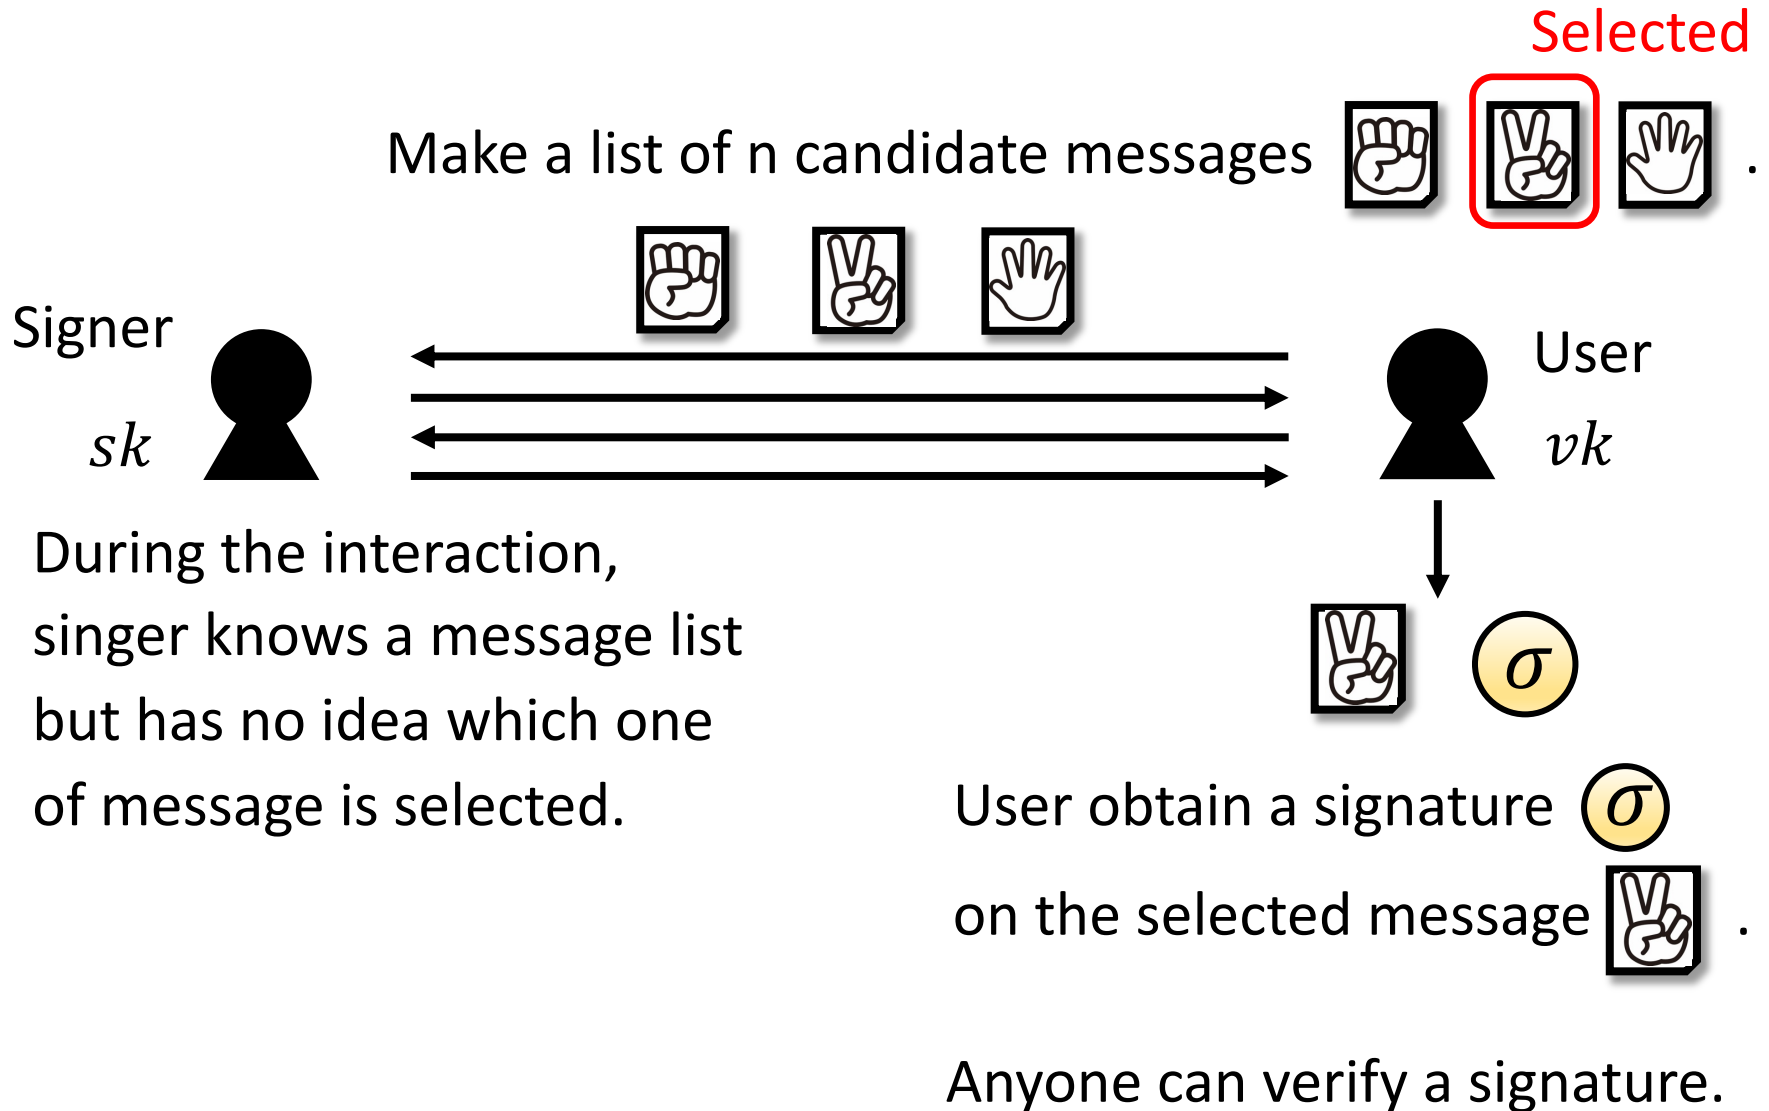 Selected
Make a list of n candidate messages .
Signer
User
sk
vk
During the interaction,
singer knows a message list
but has no idea which one
of message is selected.
σ
User obtain a signature σ
on the selected message .
Anyone can verify a signature.